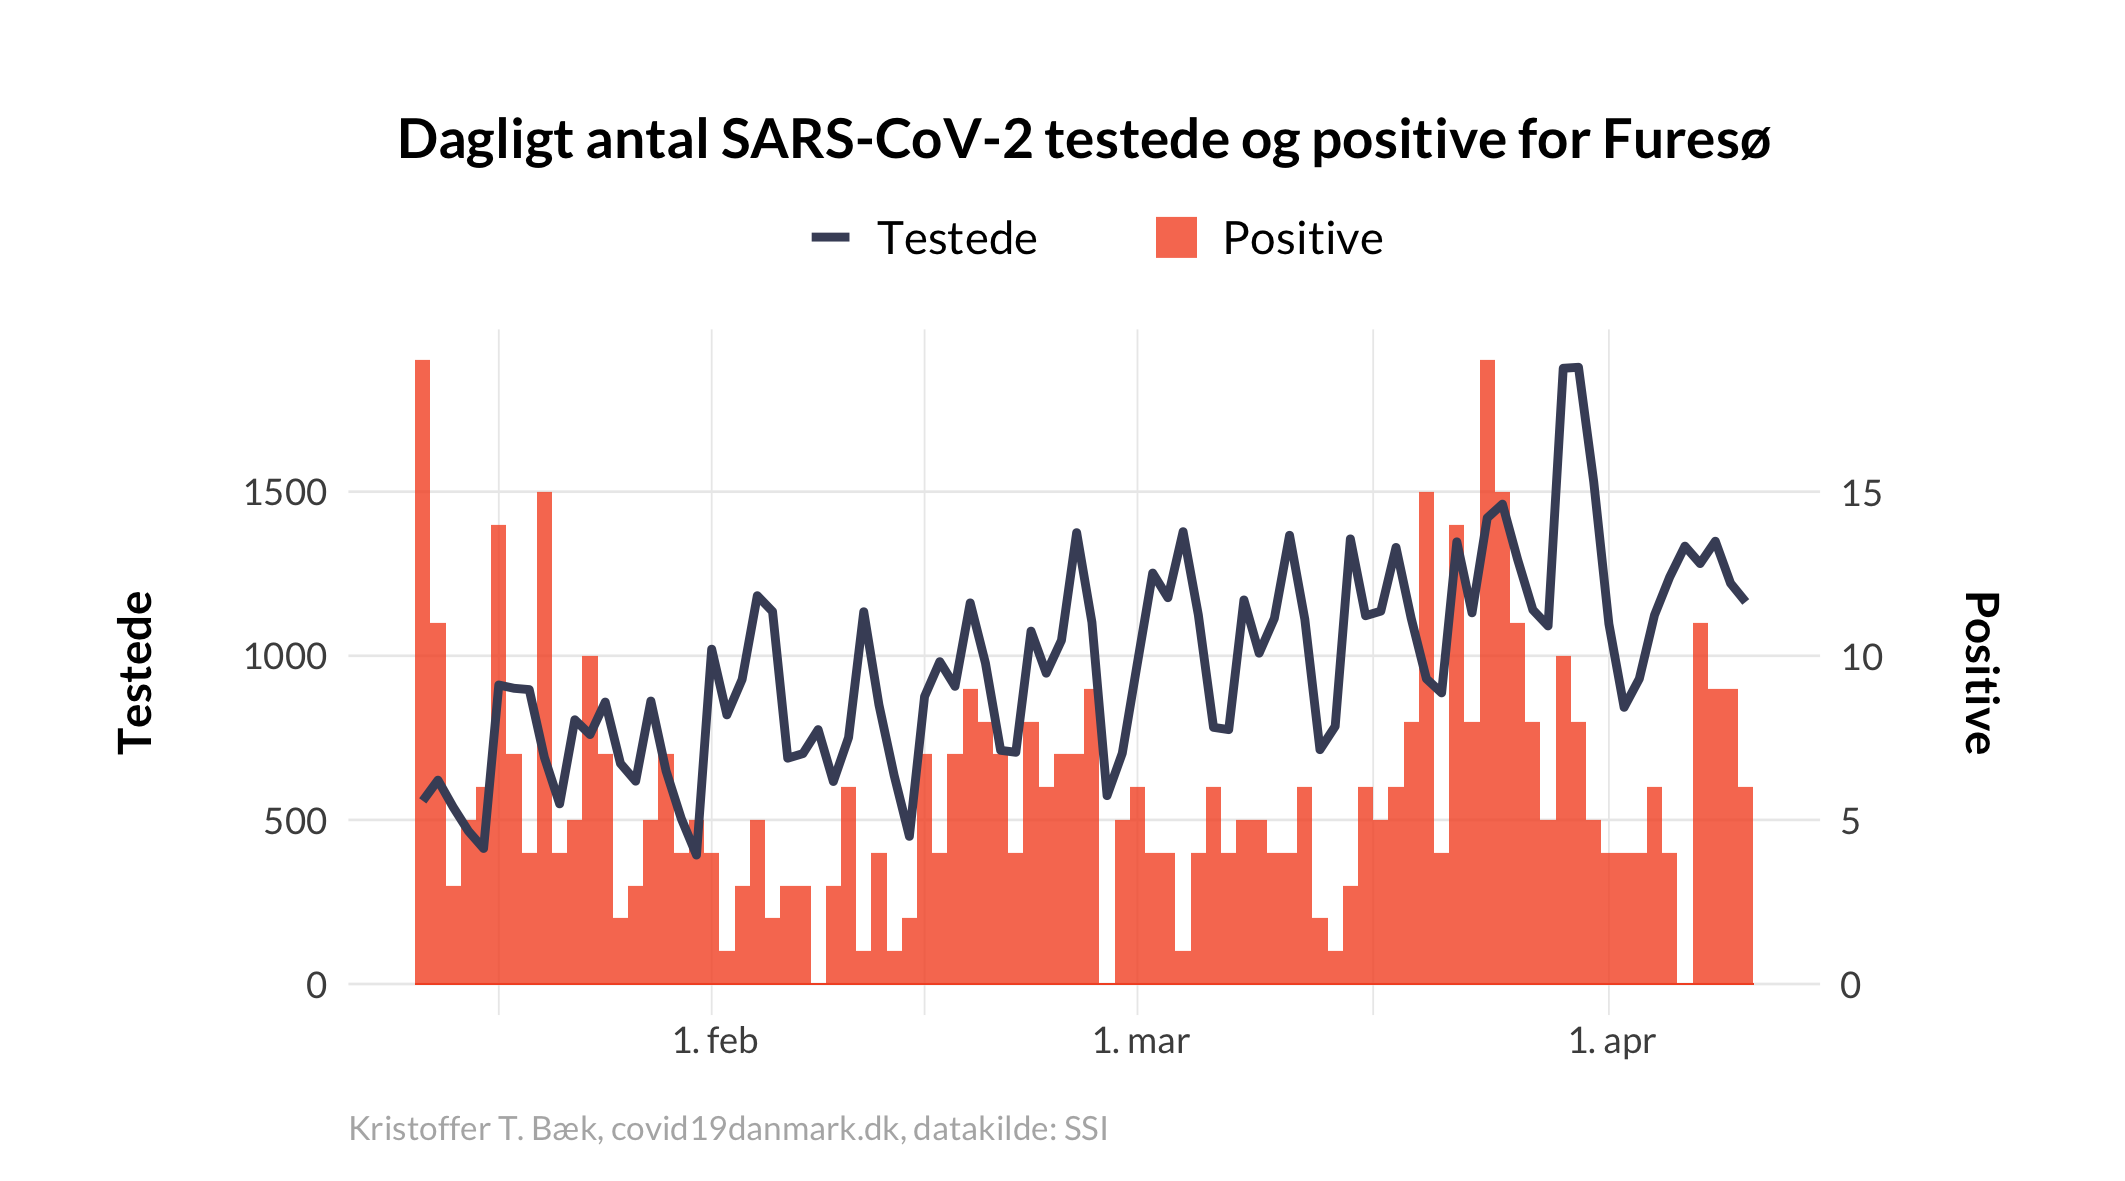 Dagligt antal SARS-CoV-2 testede og positive for Furesø
Testede
Positive
1500
1000
500
0
Testede
15
10
5
0
Positive
1. feb
1. mar
1. apr
Kristoffer T. Bæk, covid19danmark.dk, datakilde: SSI